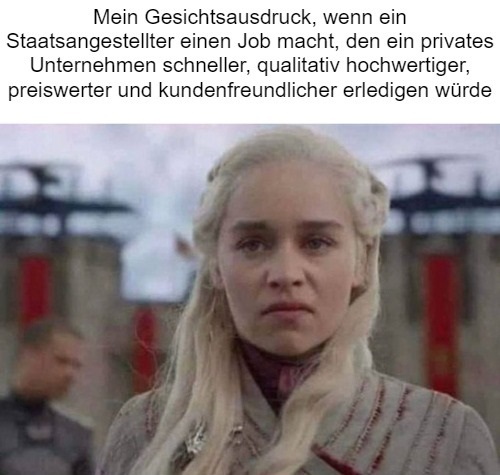 Mein Gesichtsausdruck, wenn ein
Staatsangestellter einen Job macht, den ein privates
Unternehmen schneller, qualitativ hochwertiger,
preiswerter und kundenfreundlicher erledigen würde